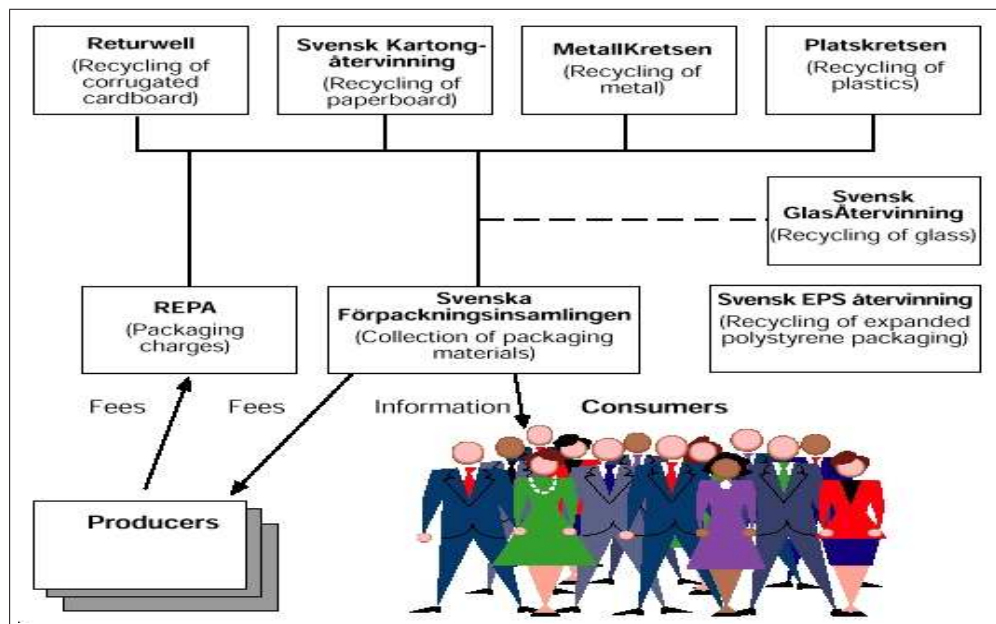 Returwell
(Recycling of
corrugated
cardboard)
Svensk Kartong-
återvinning
(Recycling of
paperboard)
MetallKretsen
(Recycling of
metal)
Platskretsen
(Recycling of
plastics)
Svensk
GlasÅtervinning
(Recycling of glass)
REPA
(Packaging
charges)
Svenska
Förpackningsinsamlingen
(Collection of packaging
materials)
Svensk EPS återvinning
(Recycling of expanded
polystyrene packaging)
Fees
Fees
Information
Consumers
Producers